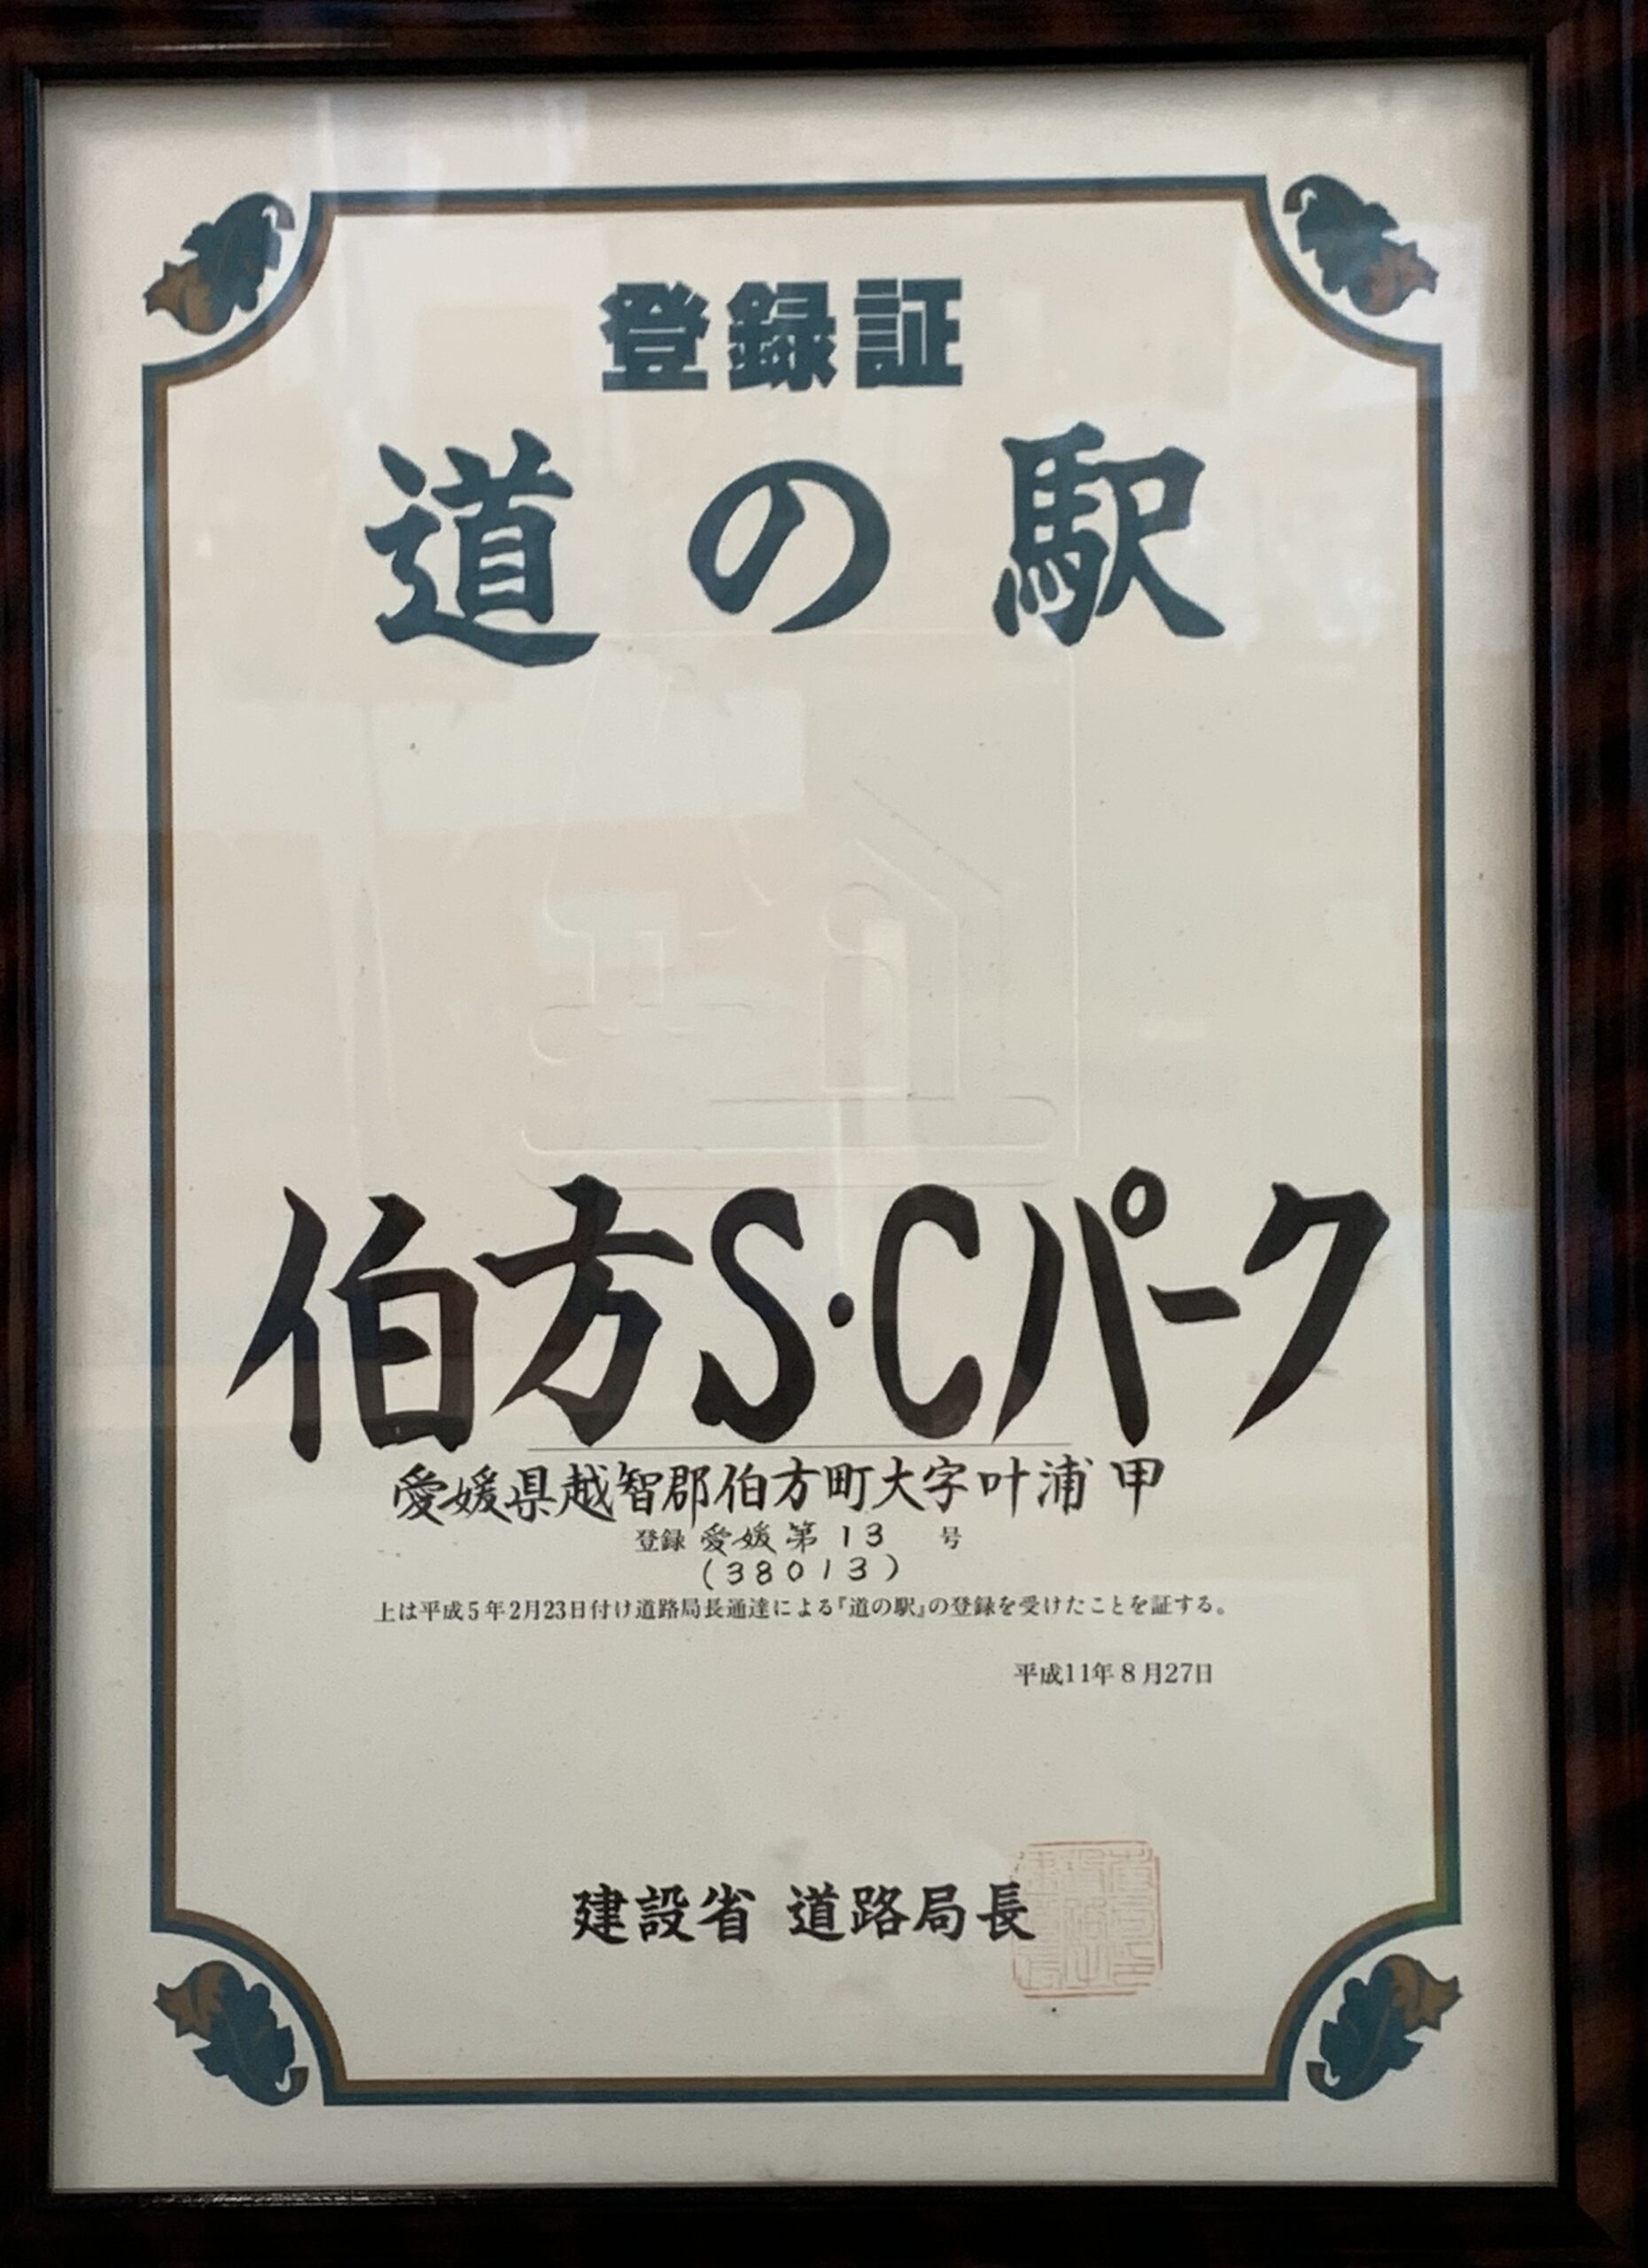 登録証
道の駅
伯方S・Cパーク
愛媛県越智郡伯方町大字叶浦甲
登録 愛媛第13 号
(38013)
上は平成5年2月23日付け道路局長通達による『道の駅』の登録を受けたことを証する。
平成11年8月27日
建設省 道路局長